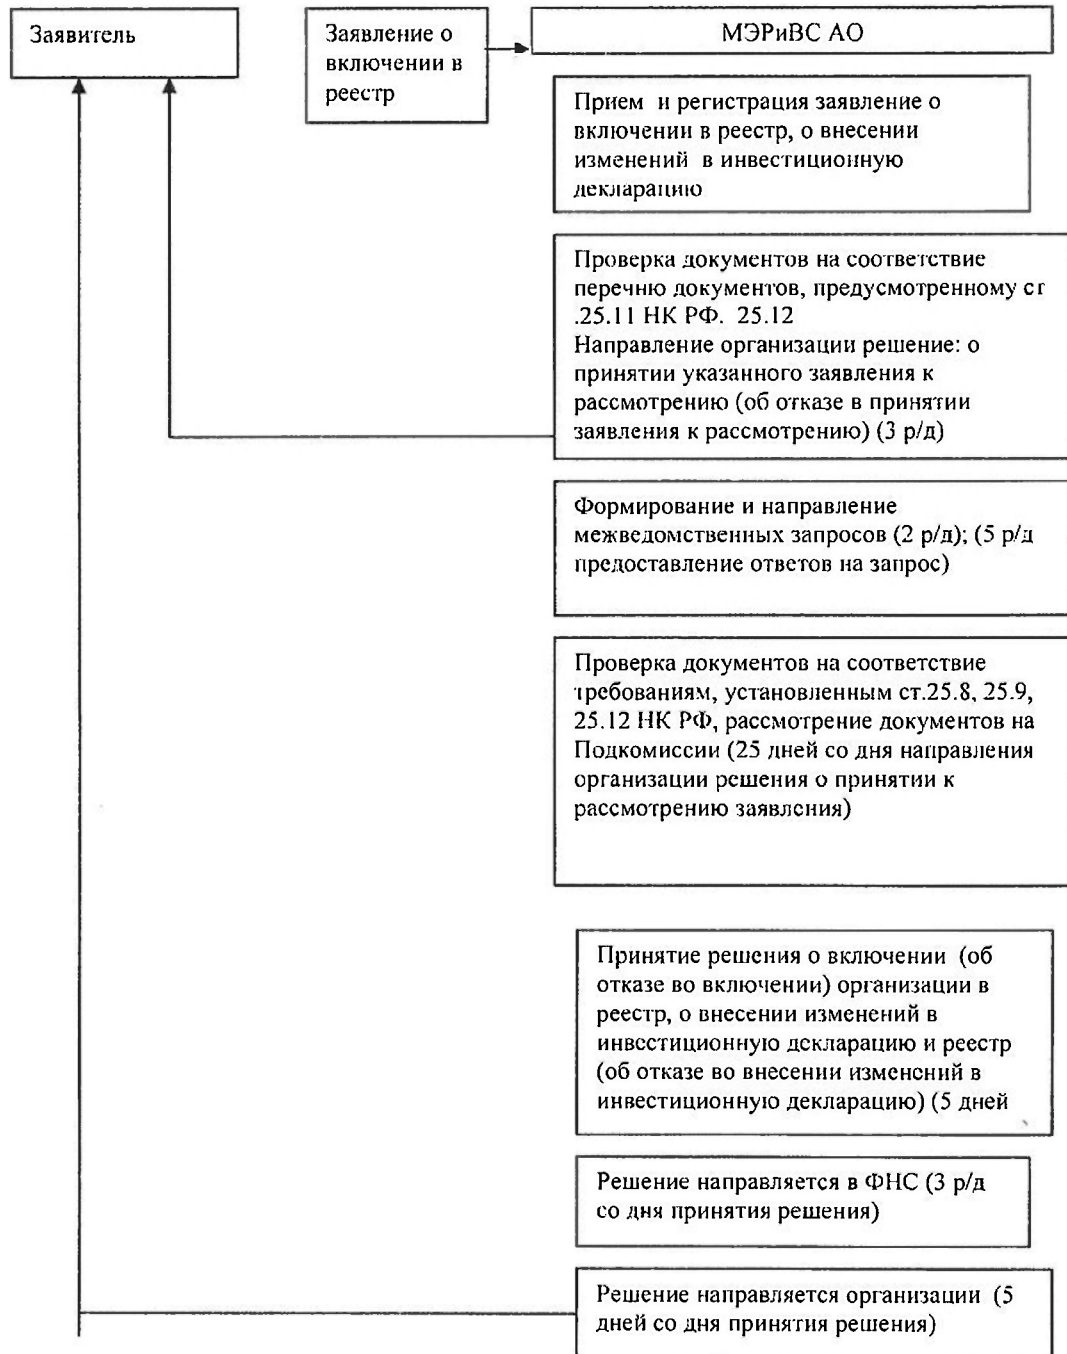 Заявитель
Заявление о
включении в
реестр
МЭРиВС АО
Прием и регистрация заявление о
включении в реестр, о внесении
изменений в инвестиционную
декларацию
Проверка документов на соответствие
перечню документов, предусмотренному ст
.25.11 НК РФ. 25.12
Направление организации решение: о
принятии указанного заявления к
рассмотрению (об отказе в принятии
заявления к рассмотрению) (3 р/д)
Формирование и направление
межведомственных запросов (2 р/д); (5 р/д
предоставление ответов на запрос)
Проверка документов на соответствие
требованиям, установленным ст.25.8, 25.9,
25.12 НК РФ, рассмотрение документов на
Подкомиссии (25 дней со дня направления
организации решения о принятии к
рассмотрению заявления)
Принятие решения о включении (об
отказе во включении) организации в
реестр, о внесении изменений в
инвестиционную декларацию и реестр
(об отказе во внесении изменений в
инвестиционную декларацию) (5 дней
Решение направляется в ФНС (3 р/д
со дня принятия решения)
Решение направляется организации (5
дней со дня принятия решения)